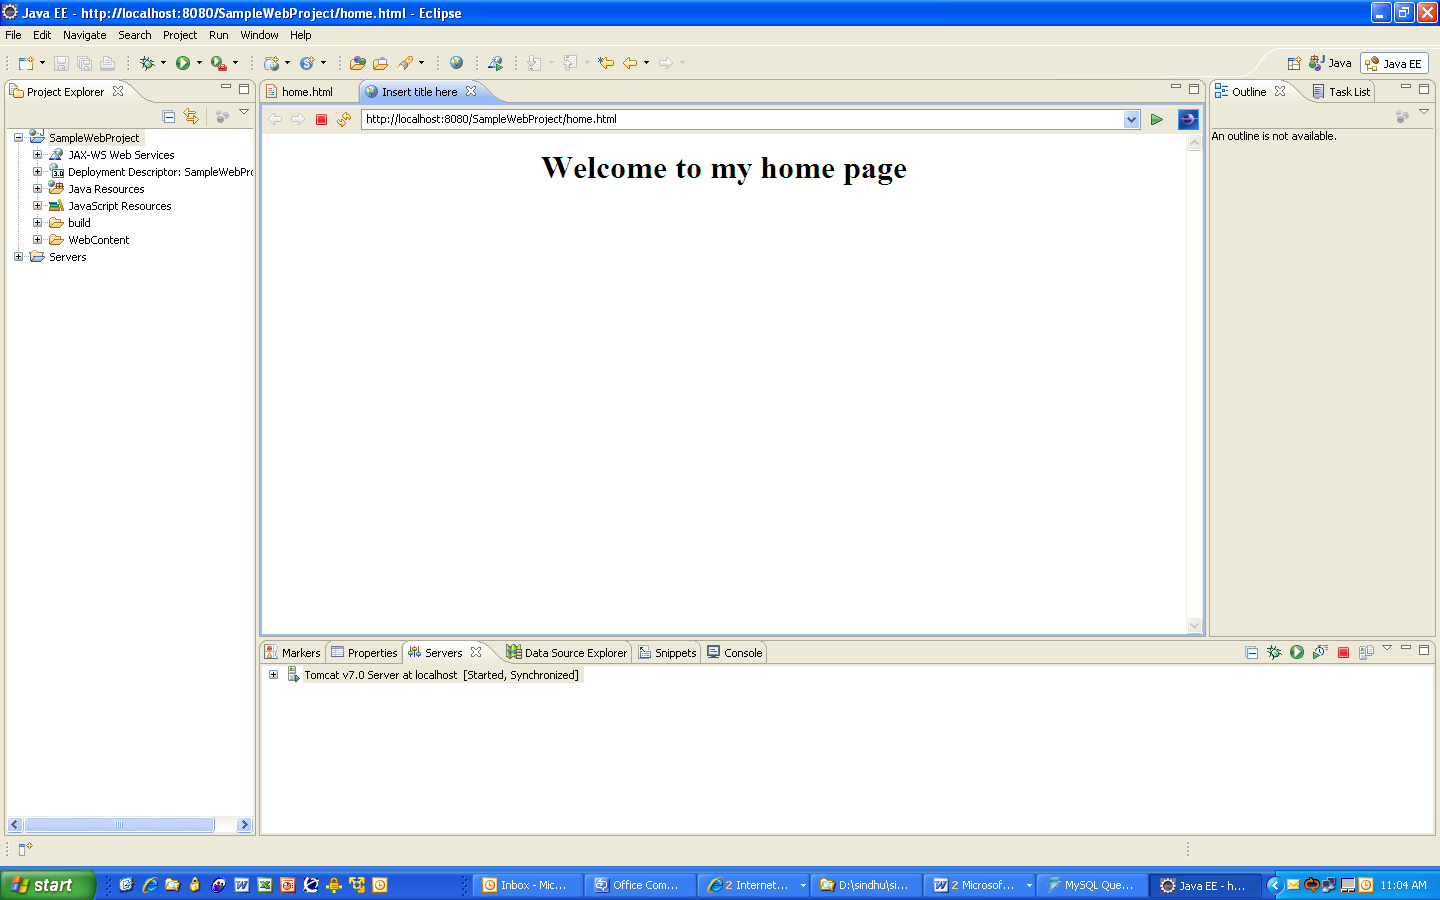 Java EE - http://localhost:8080/SampleWebProject/home.html - Eclipse
File Edit Navigate Search Project Run Window Help
Java Java EE
Project Explorer
SampleWebProject
JAX-WS Web Services
3.0 Deployment Descriptor: SampleWebPro
Java Resources
JavaScript Resources
build
WebContent
Servers
home.html Insert title here
http://localhost:8080/SampleWebProject/home.html
Welcome to my home page
Outline Task List
An outline is not available.
Markers Properties Servers Data Source Explorer Snippets Console
Tomcat v7.0 Server at localhost [Started, Synchronized]
start Inbox - Mic... Office Com... 2 Internet... D:\sindhu\si... 2 Microsof... MySQL Que... Java EE - h... 11:04 AM